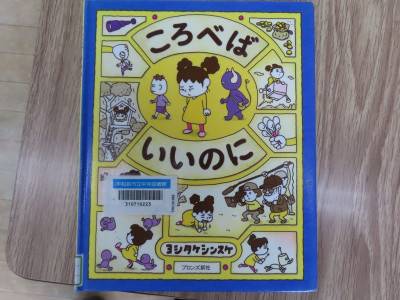 ころべば
いいのに
310716223
ヨシタケシンスケ
ブロンズ新社